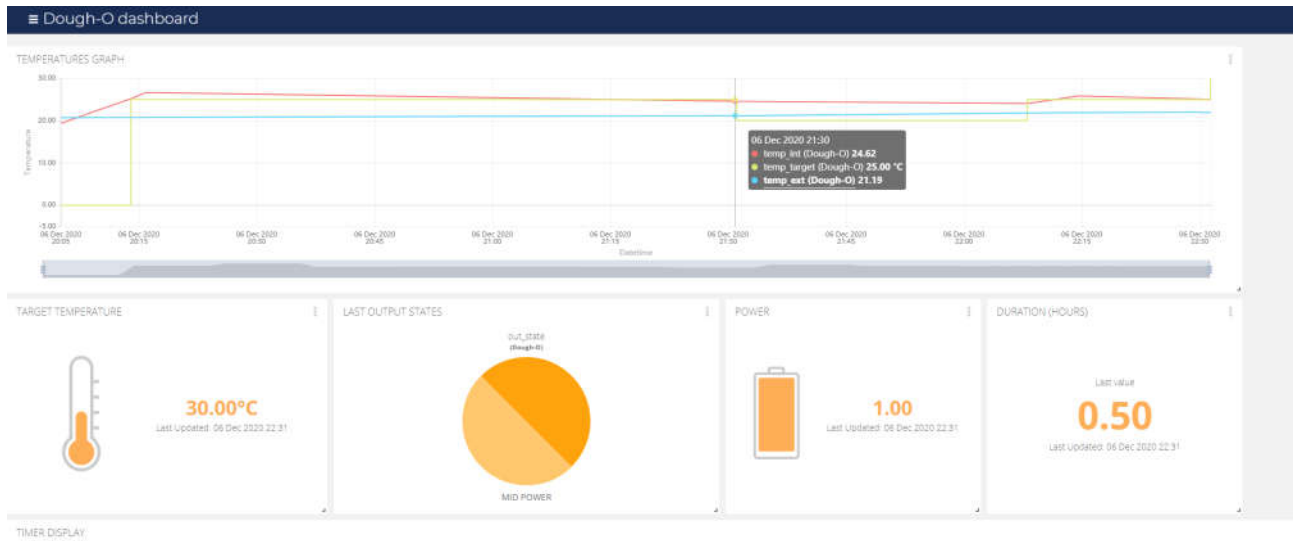 ≡ Dough-O dashboard
TEMPERATURES GRAPH
30.00
20.00
10.00
0.00
-5.00
Temperature
06 Dec 2020 21:30
temp_int (Dough-O) 24.62
temp_target (Dough-O) 25.00 °C
temp_ext (Dough-O) 21.19
06 Dec 2020 06 Dec 2020 06 Dec 2020 06 Dec 2020 06 Dec 2020 06 Dec 2020 06 Dec 2020 06 Dec 2020 06 Dec 2020 06 Dec 2020 06 Dec 2020
20:05 20:15 20:30 20:45 21:00 21:15 21:30 21:45 22:00 22:15 22:30
Datetime
TARGET TEMPERATURE
30.00°C
Last Updated: 06 Dec 2020 22:31
LAST OUTPUT STATES
out_state
(Dough-O)
MID POWER
POWER
1.00
Last Updated: 06 Dec 2020 22:31
DURATION (HOURS)
Last value
0.50
Last Updated: 06 Dec 2020 22:31
TIMER DISPLAY